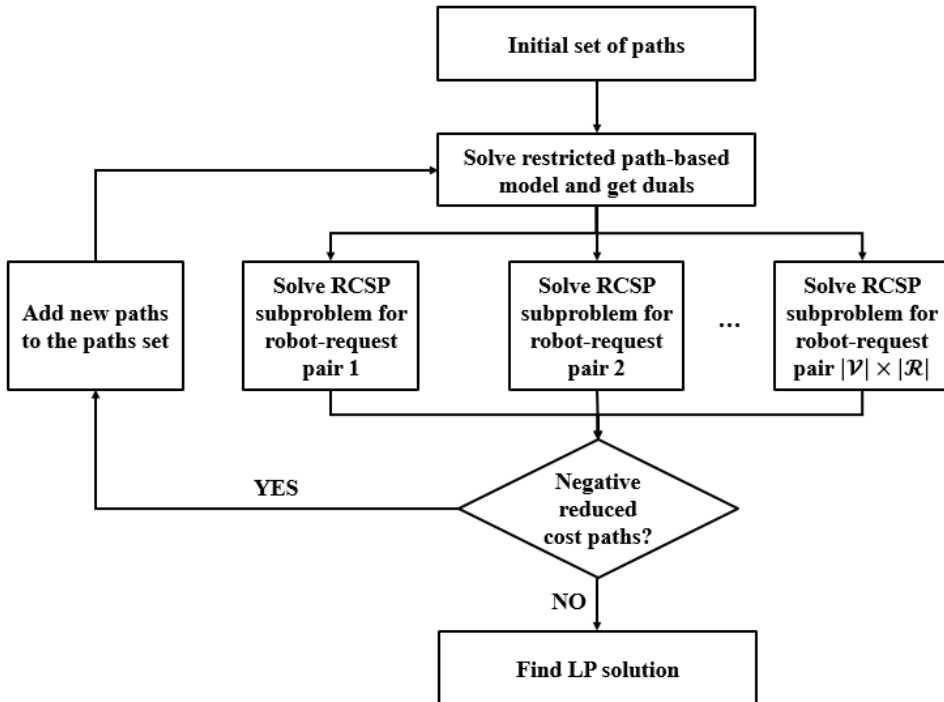 Initial set of paths
Solve restricted path-based
model and get duals
Add new paths
to the paths set
Solve RCSP
subproblem for
robot-request
pair 1
Solve RCSP
subproblem for
robot-request
pair 2
...
Solve RCSP
subproblem for
robot-request
pair |𝒱| × |ℛ|
YES
Negative
reduced
cost paths?
NO
Find LP solution